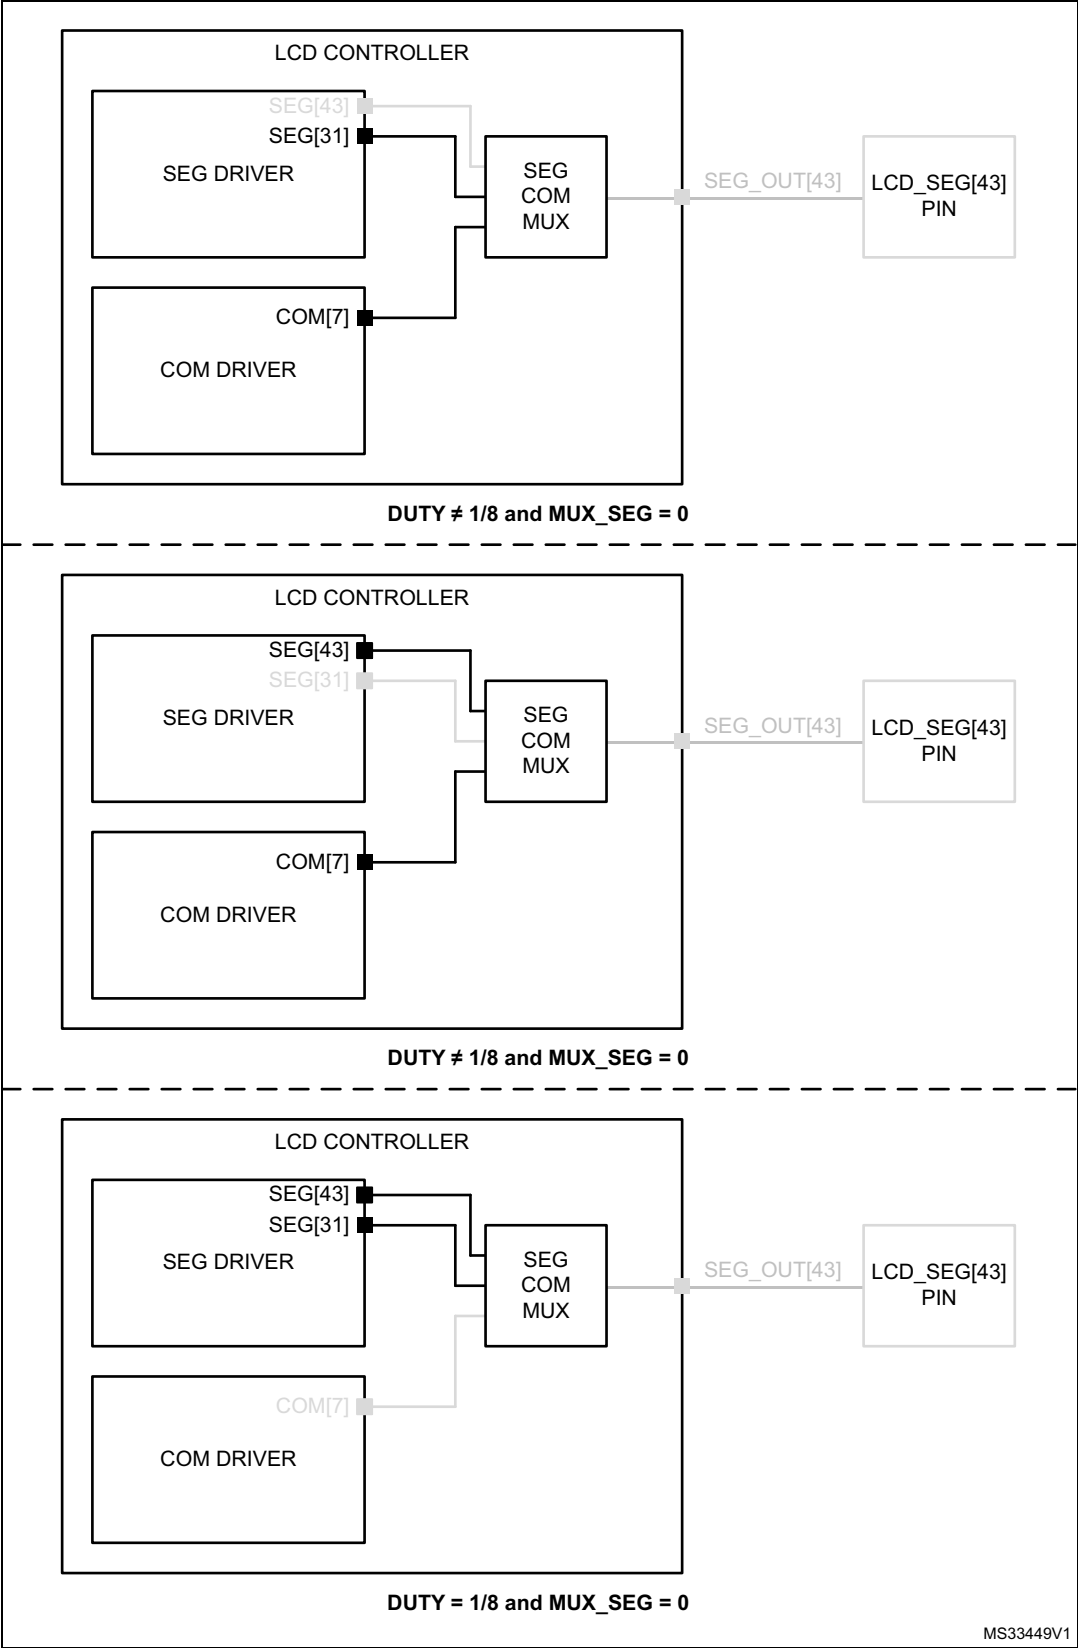 LCD CONTROLLER
SEG[43]
SEG[31]
SEG DRIVER
SEG
COM
MUX
SEG_OUT[43]
LCD_SEG[43]
PIN
COM[7]
COM DRIVER
DUTY ≠ 1/8 and MUX_SEG = 0
LCD CONTROLLER
SEG[43]
SEG[31]
SEG DRIVER
SEG
COM
MUX
SEG_OUT[43]
LCD_SEG[43]
PIN
COM[7]
COM DRIVER
DUTY ≠ 1/8 and MUX_SEG = 0
LCD CONTROLLER
SEG[43]
SEG[31]
SEG DRIVER
SEG
COM
MUX
SEG_OUT[43]
LCD_SEG[43]
PIN
COM[7]
COM DRIVER
DUTY = 1/8 and MUX_SEG = 0
MS33449V1